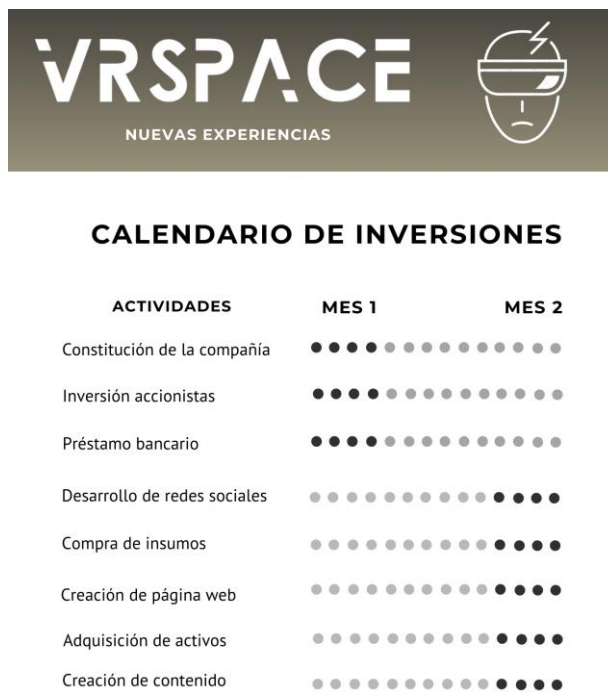 VRSPACE
NUEVAS EXPERIENCIAS
CALENDARIO DE INVERSIONES
ACTIVIDADES MES 1 MES 2
Constitución de la compañía
Inversión accionistas
Préstamo bancario
Desarrollo de redes sociales
Compra de insumos
Creación de página web
Adquisición de activos
Creación de contenido